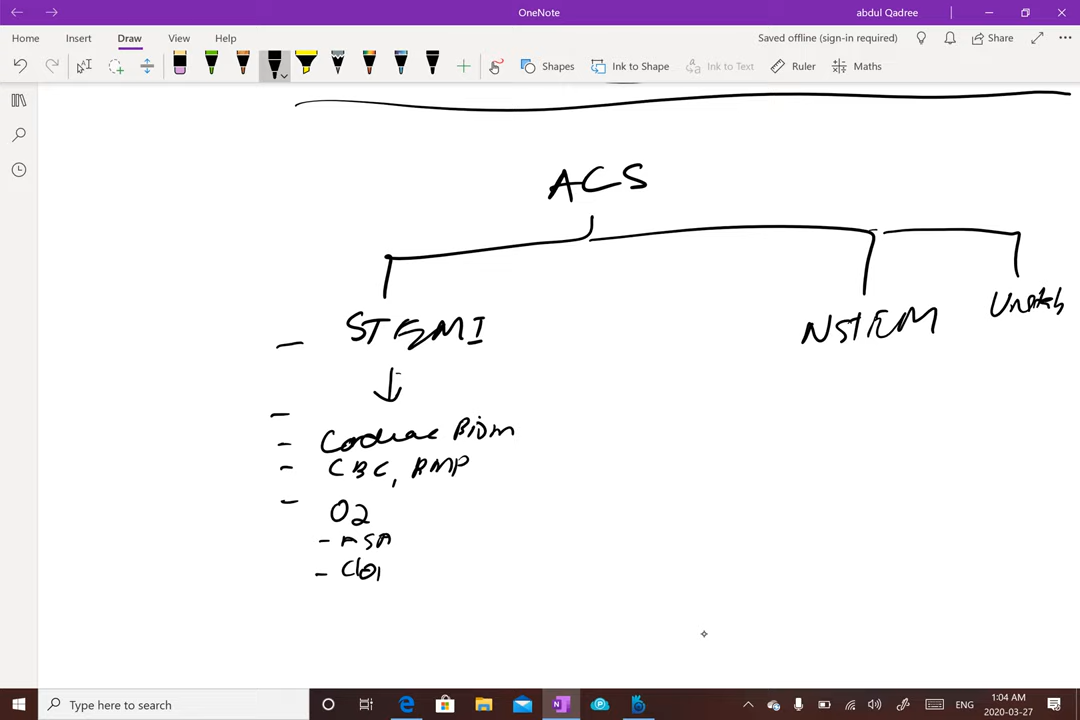 OneNote
abdul Qadree
Home Insert Draw View Help
Saved offline (sign-in required) Share
Shapes Ink to Shape Ink to Text Ruler Maths
ACS
STEMI
NSTEM
Cardiac Biom
- CBC, BMP
- O2
- ASA
Type here to search
ENG
1:04 AM
2020-03-27